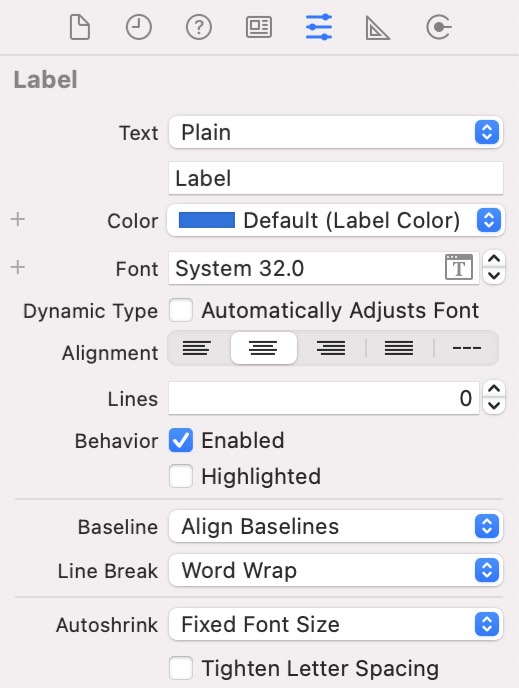 Label
Text Plain
Label
+ Color Default (Label Color)
+ Font System 32.0 T
Dynamic Type Automatically Adjusts Font
Alignment
Lines 0
Behavior Enabled
Highlighted
Baseline Align Baselines
Line Break Word Wrap
Autoshrink Fixed Font Size
Tighten Letter Spacing